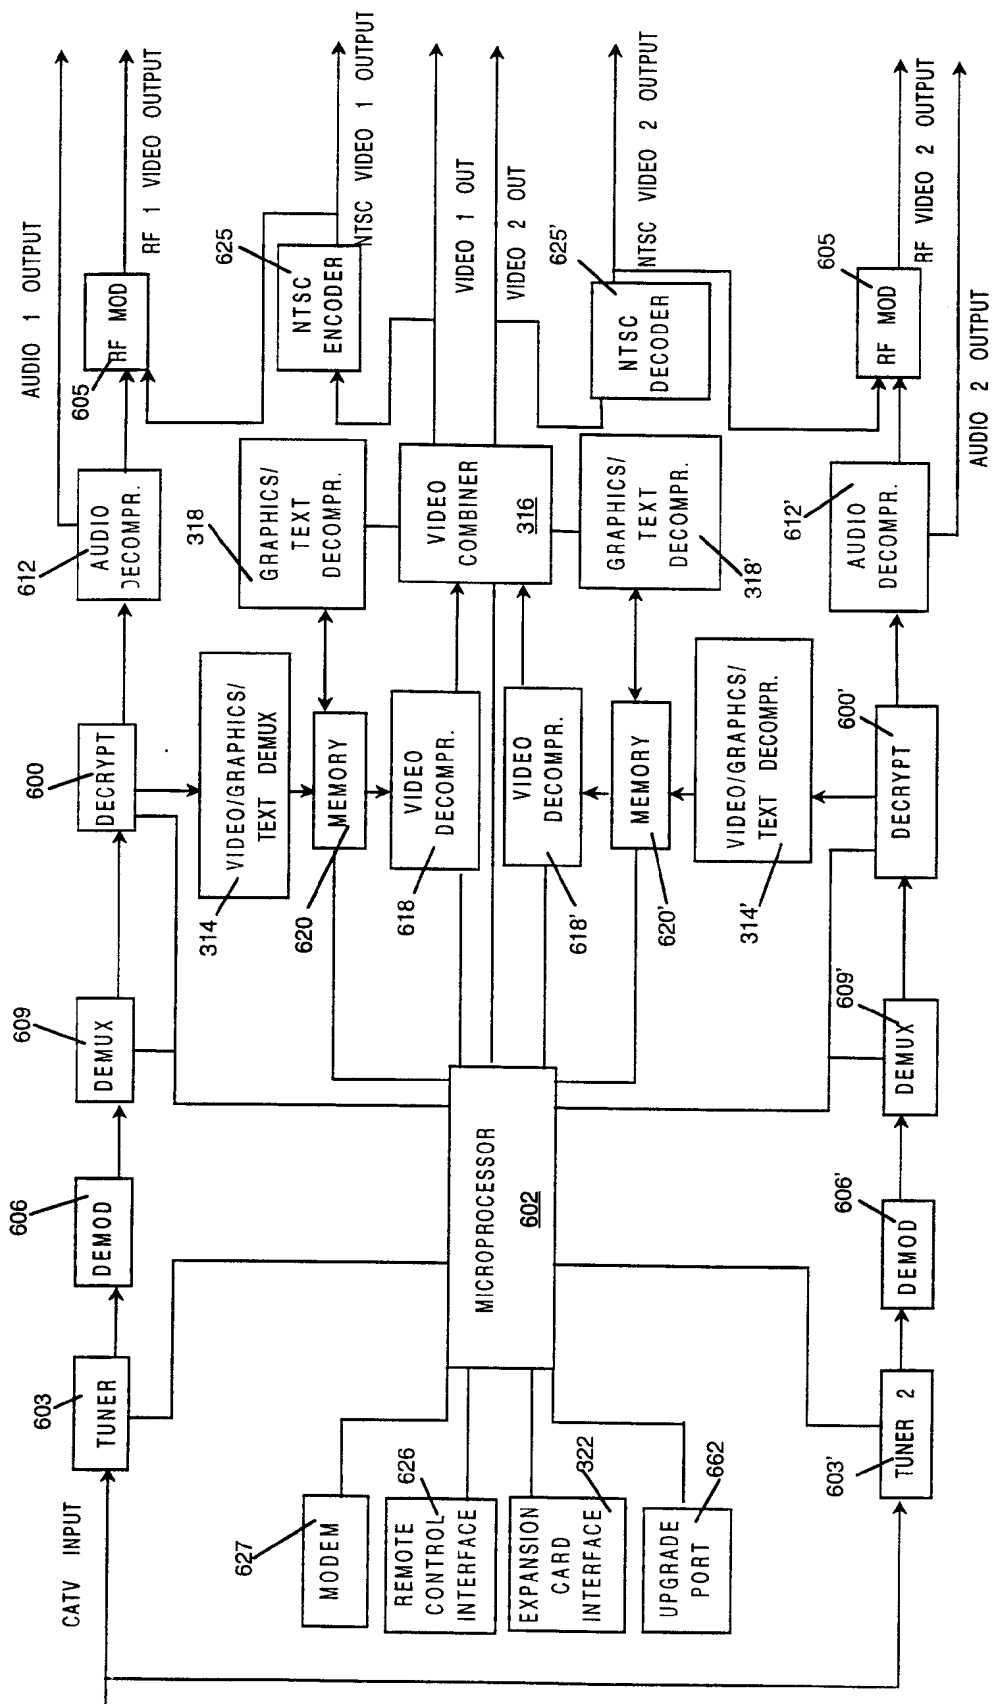 CATV INPUT
603
TUNER
606
DEMOD
609
DEMUX
600
DECRYPT
612
AUDIO
DECOMPR.
605
RF MOD
AUDIO 1 OUTPUT
RF 1 VIDEO OUTPUT
314
VIDEO/GRAPHICS/
TEXT DEMUX
318
GRAPHICS/
TEXT
DECOMPR.
625
NTSC
ENCODER
NTSC VIDEO 1 OUTPUT
620
MEMORY
618
VIDEO
DECOMPR.
VIDEO
COMBINER
316
VIDEO 1 OUT
VIDEO 2 OUT
627
MODEM
626
REMOTE
CONTROL
INTERFACE
322
EXPANSION
CARD
INTERFACE
662
UPGRADE
PORT
MICROPROCESSOR
602
618'
VIDEO
DECOMPR.
620'
MEMORY
318'
GRAPHICS/
TEXT
DECOMPR.
625'
NTSC
DECODER
NTSC VIDEO 2 OUTPUT
314'
VIDEO/GRAPHCS/
TEXT DECOMPR.
603'
TUNER 2
606'
DEMOD
609'
DEMUX
600'
DECRYPT
612'
AUDIO
DECOMPR.
605
RF MOD
RF VIDEO 2 OUTPUT
AUDIO 2 OUTPUT